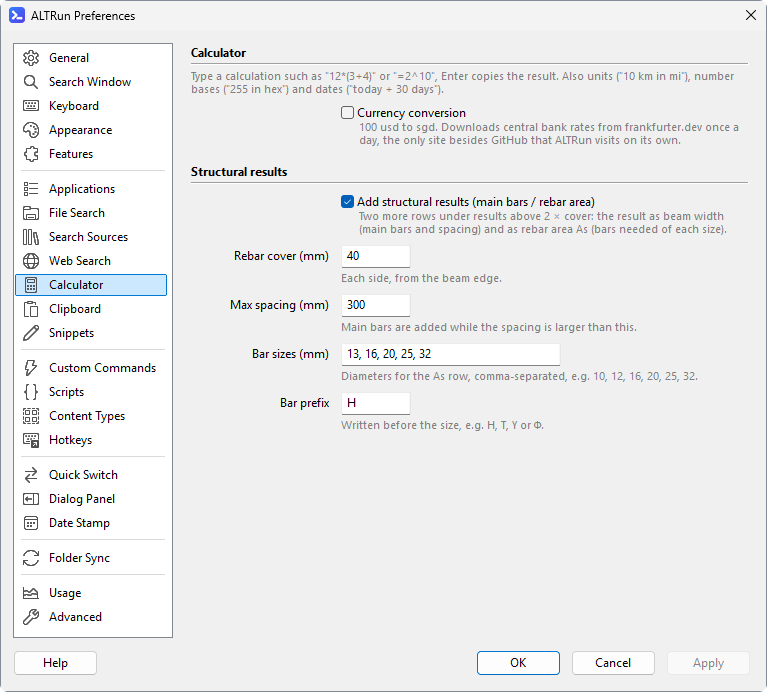 ALTRun Preferences
General
Search Window
Keyboard
Appearance
Features
Applications
File Search
Search Sources
Web Search
Calculator
Clipboard
Snippets
Custom Commands
Scripts
Content Types
Hotkeys
Quick Switch
Dialog Panel
Date Stamp
Folder Sync
Usage
Advanced
Calculator
Type a calculation such as "12*(3+4)" or "=2^10", Enter copies the result. Also units ("10 km in mi"), number
bases ("255 in hex") and dates ("today + 30 days").
Currency conversion
100 usd to sgd. Downloads central bank rates from frankfurter.dev once a
day, the only site besides GitHub that ALTRun visits on its own.
Structural results
Add structural results (main bars / rebar area)
Two more rows under results above 2 × cover: the result as beam width
(main bars and spacing) and as rebar area As (bars needed of each size).
Rebar cover (mm) 40
Each side, from the beam edge.
Max spacing (mm) 300
Main bars are added while the spacing is larger than this.
Bar sizes (mm) 13, 16, 20, 25, 32
Diameters for the As row, comma-separated, e.g. 10, 12, 16, 20, 25, 32.
Bar prefix H
Written before the size, e.g. H, T, Y or Φ.
Help OK Cancel Apply